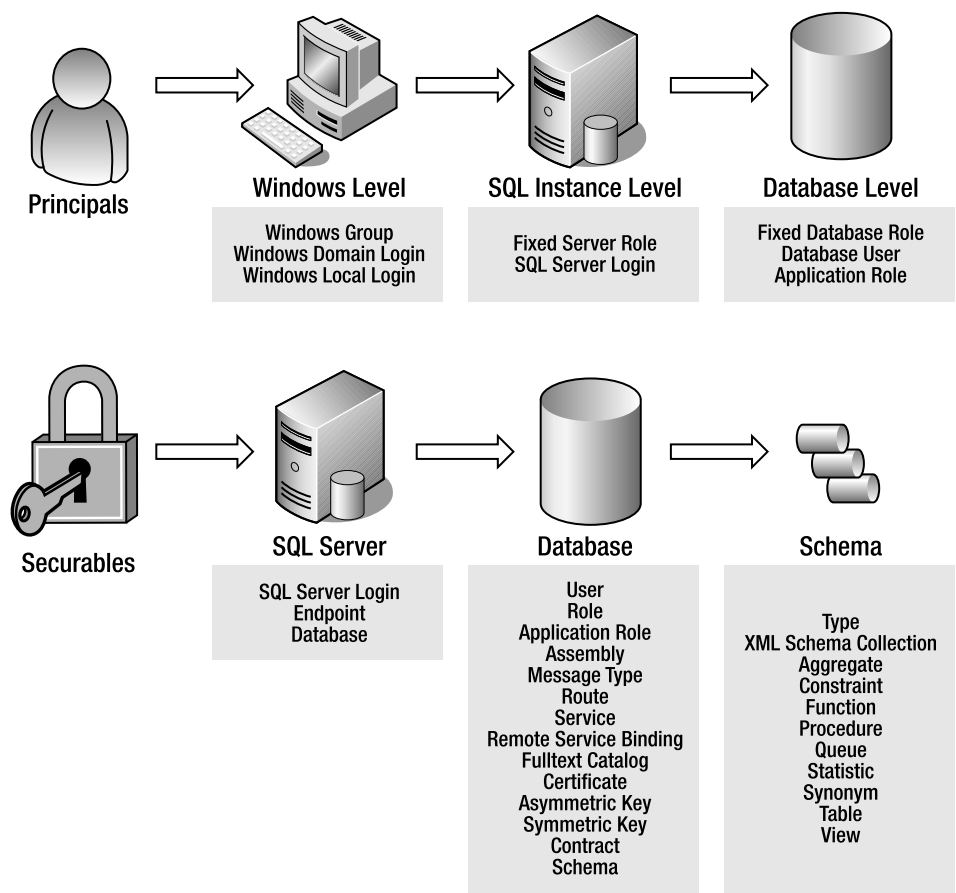 Principals
Windows Level
Windows Group
Windows Domain Login
Windows Local Login
SQL Instance Level
Fixed Server Role
SQL Server Login
Database Level
Fixed Database Role
Database User
Application Role
Securables
SQL Server
SQL Server Login
Endpoint
Database
Database
User
Role
Application Role
Assembly
Message Type
Route
Service
Remote Service Binding
Fulltext Catalog
Certificate
Asymmetric Key
Symmetric Key
Contract
Schema
Schema
Type
XML Schema Collection
Aggregate
Constraint
Function
Procedure
Queue
Statistic
Synonym
Table
View